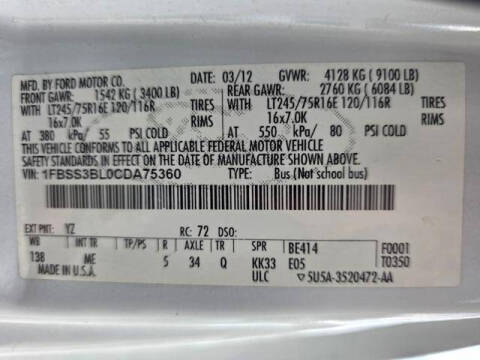 MFD. BY FORD MOTOR CO.
DATE: 03/12 GVWR: 4128 KG ( 9100 LB)
FRONT GAWR: 1542 KG ( 3400 LB) REAR GAWR: 2760 KG ( 6084 LB)
WITH LT245/75R16E 120/116R TIRES WITH LT245/75R16E 120/116R TIRES
16x7.0K RIMS 16x7.0K RIMS
AT 380 kPa/ 55 PSI COLD AT 550 kPa/ 80 PSI COLD
THIS VEHICLE CONFORMS TO ALL APPLICABLE FEDERAL MOTOR VEHICLE
SAFETY AND THEFT PREVENTION STANDARDS IN EFFECT ON THE DATE OF MANUFACTURE SHOWN ABOVE.
VIN: 1FBSS3BL0CDA75360 TYPE: Bus (Not school bus)
EXT PNT: YZ RC: 72 DSO:
WB INT TR TP/PS R AXLE TR SPR BE414 F0001
138 ME 5 34 Q KK33 E05 T0350
MADE IN U.S.A. ULC 5U5A-3520472-AA